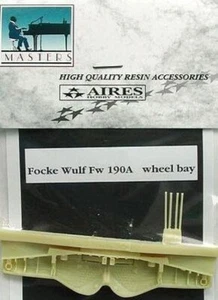 MASTERS
HIGH QUALITY RESIN ACCESSORIES
AIRES
HOBBY MODELS
Focke Wulf Fw 190A wheel bay